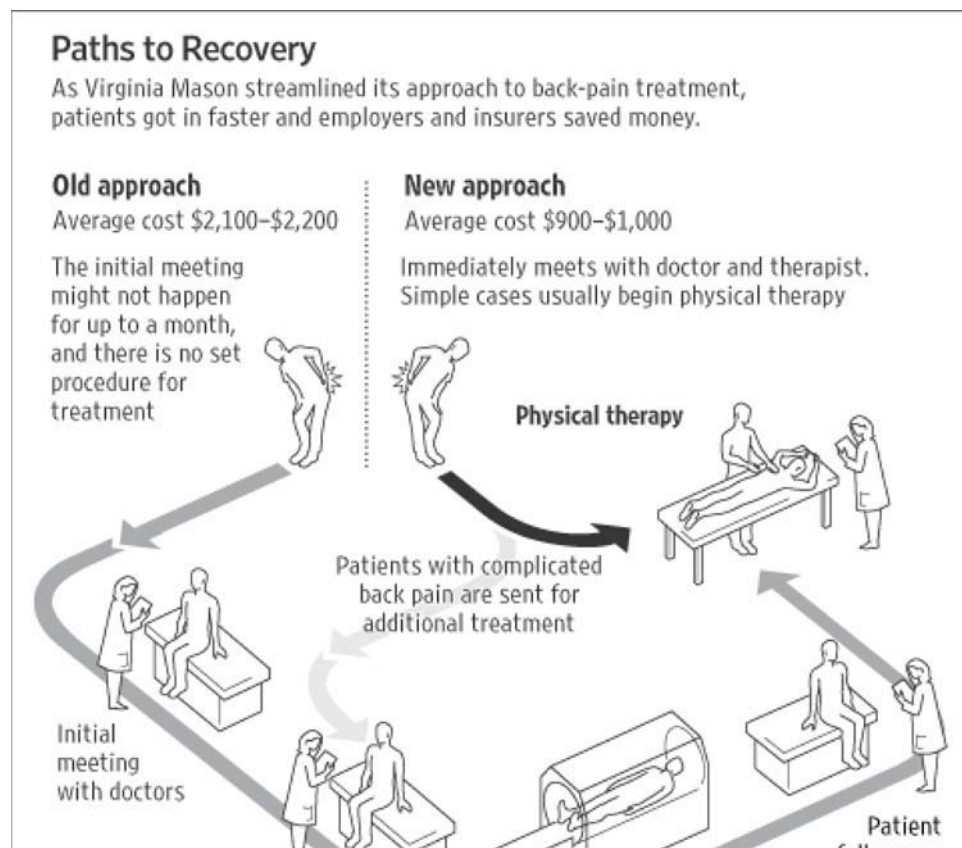 Paths to Recovery
As Virginia Mason streamlined its approach to back-pain treatment,
patients got in faster and employers and insurers saved money.
Old approach
Average cost $2,100–$2,200
The initial meeting
might not happen
for up to a month,
and there is no set
procedure for
treatment
New approach
Average cost $900–$1,000
Immediately meets with doctor and therapist.
Simple cases usually begin physical therapy
Physical therapy
Patients with complicated
back pain are sent for
additional treatment
Initial
meeting
with doctors
Patient